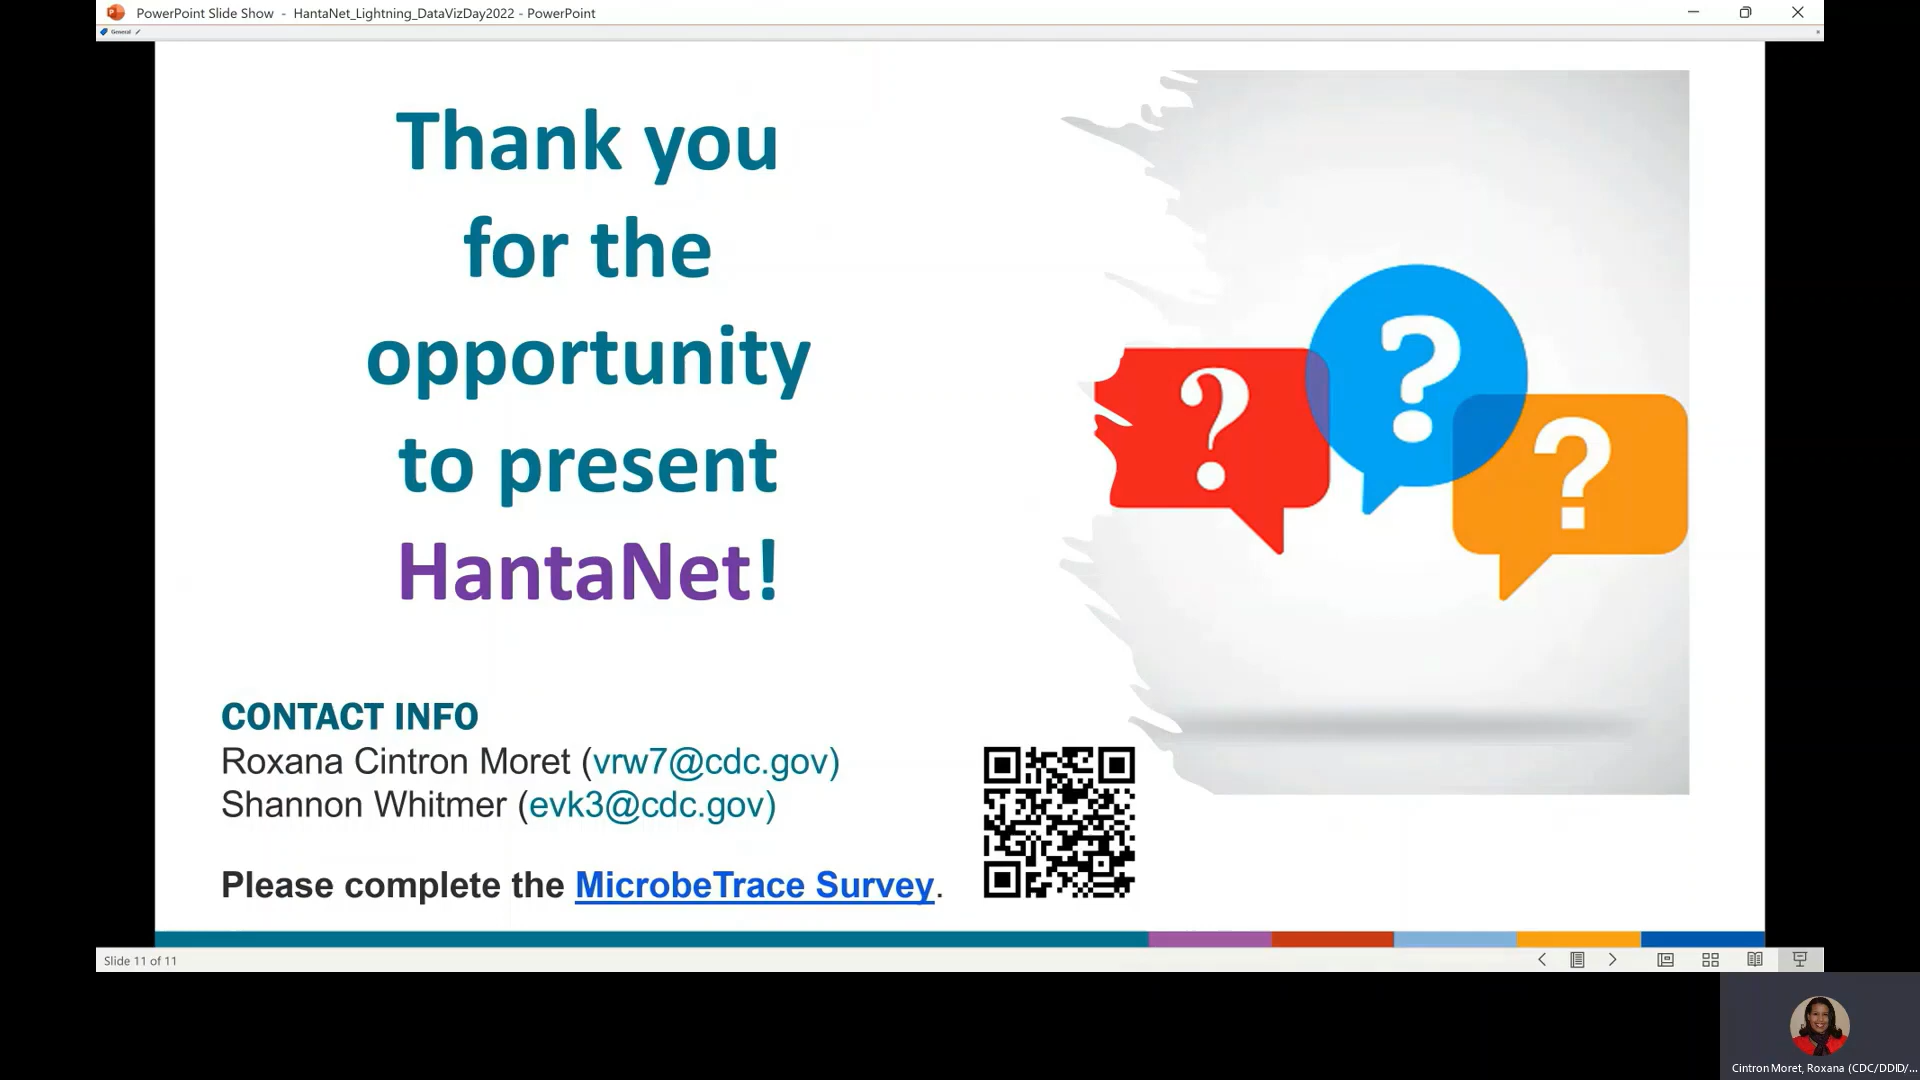 PowerPoint Slide Show - HantaNet_Lightning_DataVizDay2022 - PowerPoint
General
Thank you
for the
opportunity
to present
HantaNet!
? ? ?
CONTACT INFO
Roxana Cintron Moret (vrw7@cdc.gov)
Shannon Whitmer (evk3@cdc.gov)
Please complete the MicrobeTrace Survey.
Slide 11 of 11
Cintron Moret, Roxana (CDC/DDID/...